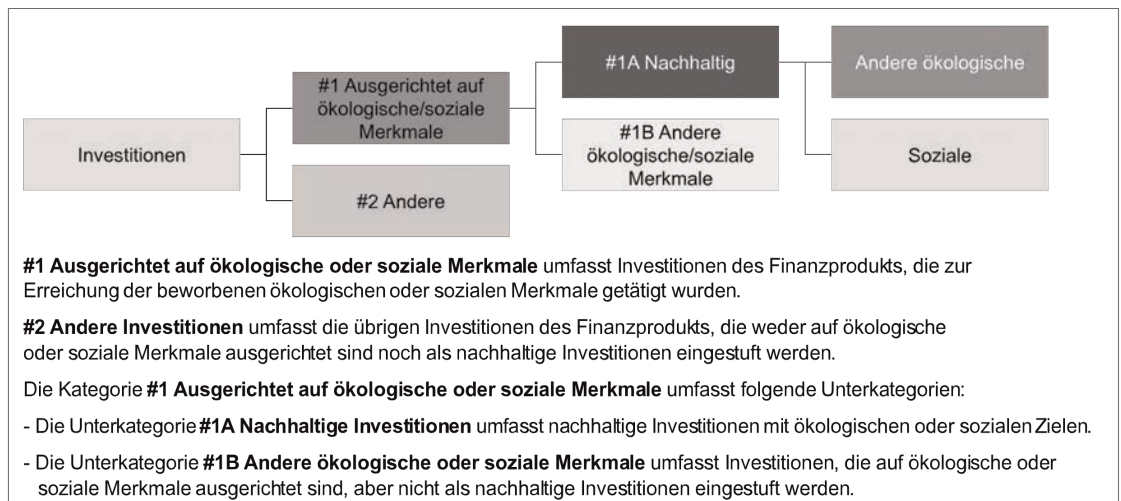 Investitionen
#1 Ausgerichtet auf
ökologische/soziale
Merkmale
#2 Andere
#1A Nachhaltig
#1B Andere
ökologische/soziale
Merkmale
Andere ökologische
Soziale
#1 Ausgerichtet auf ökologische oder soziale Merkmale umfasst Investitionen des Finanzprodukts, die zur
Erreichung der beworbenen ökologischen oder sozialen Merkmale getätigt wurden.
#2 Andere Investitionen umfasst die übrigen Investitionen des Finanzprodukts, die weder auf ökologische
oder soziale Merkmale ausgerichtet sind noch als nachhaltige Investitionen eingestuft werden.
Die Kategorie #1 Ausgerichtet auf ökologische oder soziale Merkmale umfasst folgende Unterkategorien:
- Die Unterkategorie #1A Nachhaltige Investitionen umfasst nachhaltige Investitionen mit ökologischen oder sozialen Zielen.
- Die Unterkategorie #1B Andere ökologische oder soziale Merkmale umfasst Investitionen, die auf ökologische oder
soziale Merkmale ausgerichtet sind, aber nicht als nachhaltige Investitionen eingestuft werden.